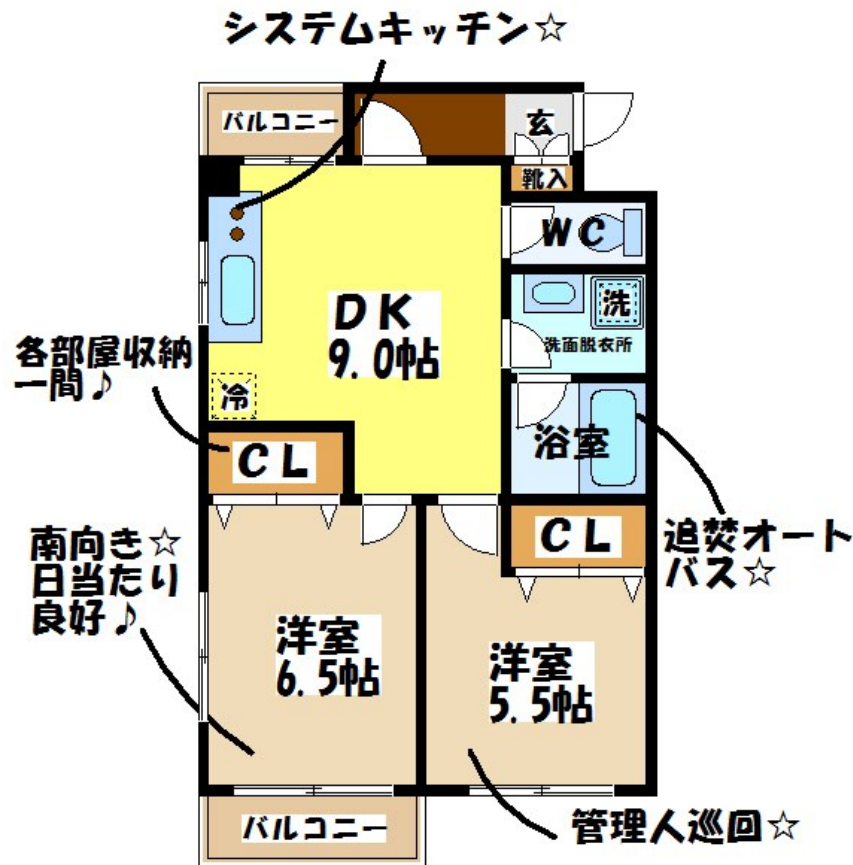 システムキッチン☆
バルコニー
玄
靴入
WC
DK
9.0帖
洗
洗面脱衣所
各部屋収納
一間♪
冷
浴室
CL
CL
南向き☆
日当たり
良好♪
追焚オート
バス☆
洋室
6.5帖
洋室
5.5帖
バルコニー
管理人巡回☆